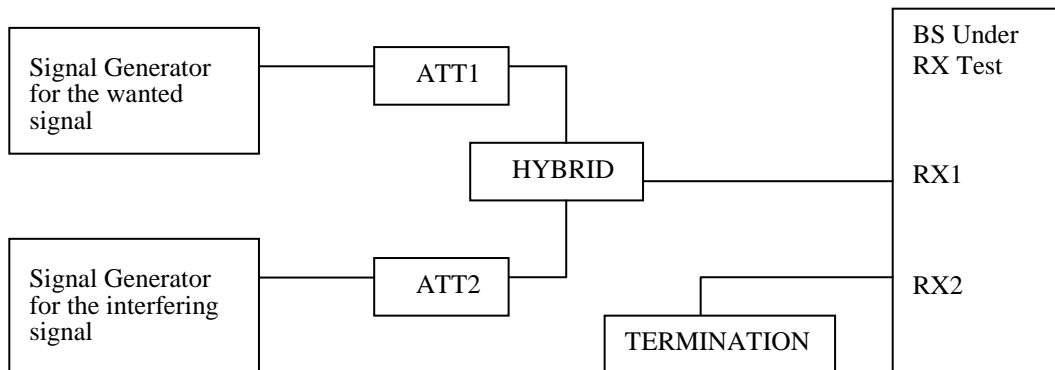 Signal Generator
for the wanted
signal
ATT1
HYBRID
Signal Generator
for the interfering
signal
ATT2
TERMINATION
BS Under
RX Test
RX1
RX2